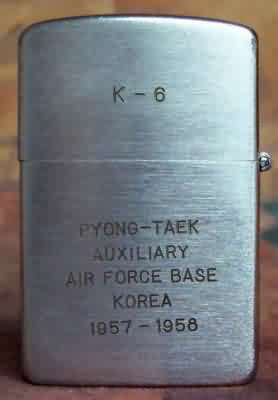 K-6
PYONG-TAEK
AUXILIARY
AIR FORCE BASE
KOREA
1957-1958